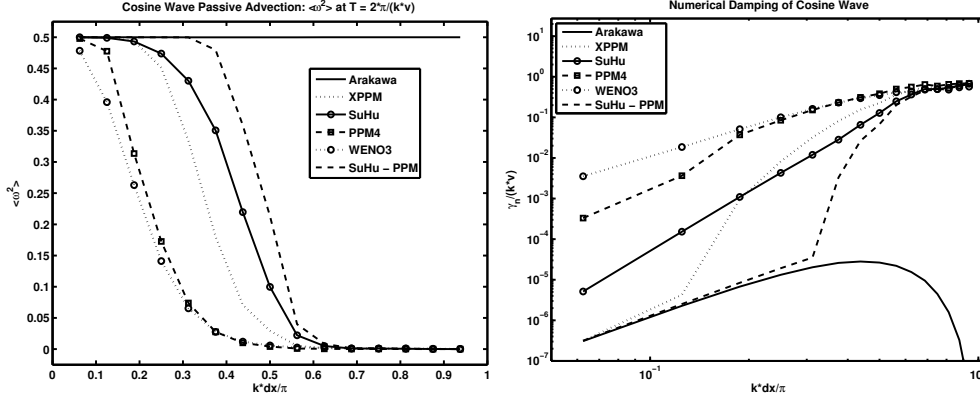 Cosine Wave Passive Advection: <ω²> at T = 2*π/(k*v)
0.5
0.45
0.4
0.35
0.3
0.25
0.2
0.15
0.1
0.05
0
<ω²>
Arakawa
XPPM
SuHu
PPM4
WENO3
SuHu − PPM
0 0.1 0.2 0.3 0.4 0.5 0.6 0.7 0.8 0.9 1
k*dx/π
Numerical Damping of Cosine Wave
Arakawa
XPPM
SuHu
PPM4
WENO3
SuHu − PPM
10¹
10⁰
10⁻¹
10⁻²
10⁻³
10⁻⁴
10⁻⁵
10⁻⁶
10⁻⁷
γₙ/(k*v)
10⁻¹ 10⁰
k*dx/π